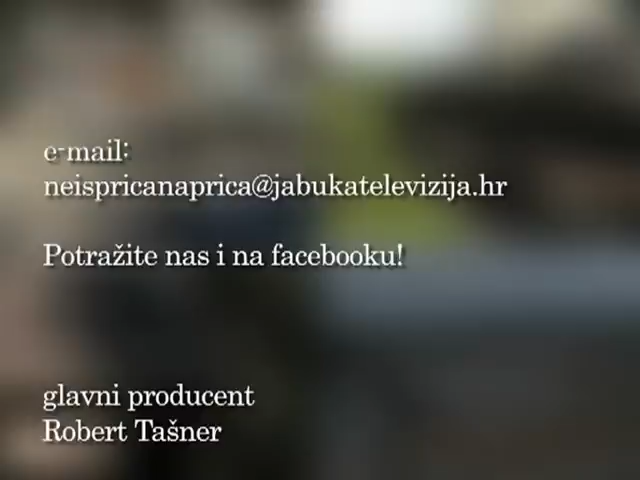 e-mail:
neispricanaprica@jabukatelevizija.hr
Potražite nas i na facebooku!
glavni producent
Robert Tašner